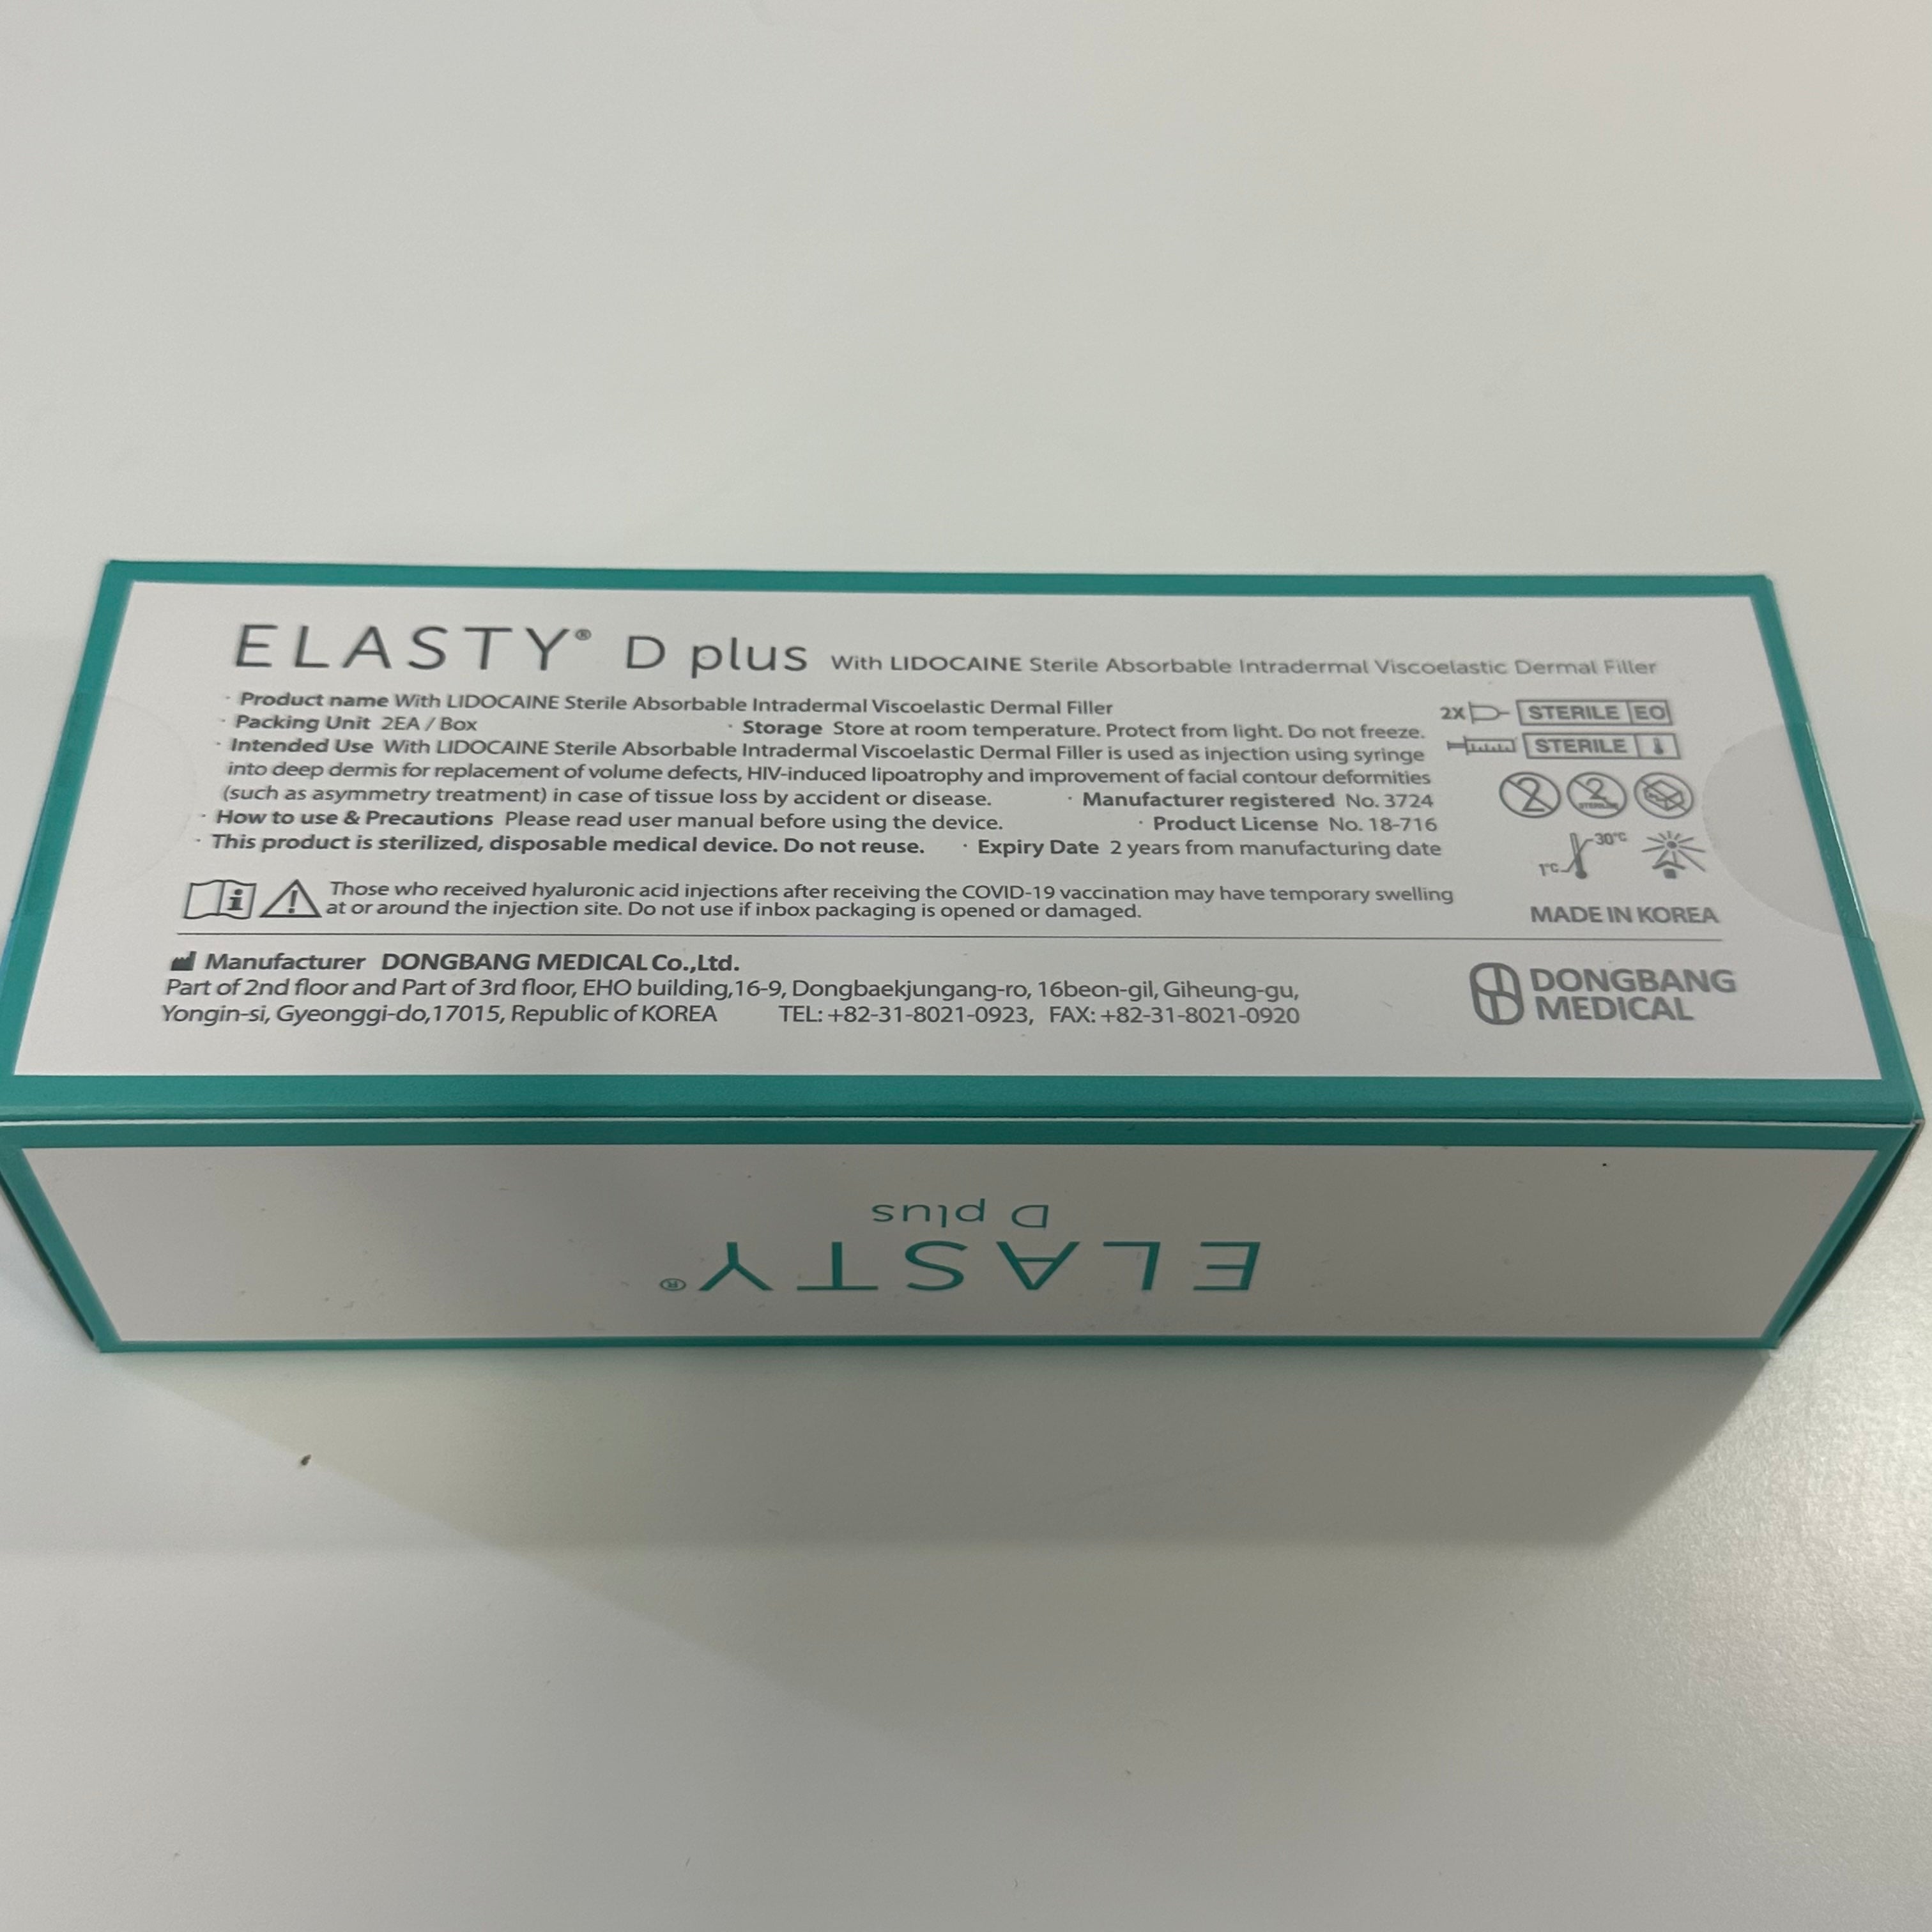 ELASTY® D plus With LIDOCAINE Sterile Absorbable Intradermal Viscoelastic Dermal Filler
· Product name With LIDOCAINE Sterile Absorbable Intradermal Viscoelastic Dermal Filler
· Packing Unit 2EA / Box · Storage Store at room temperature. Protect from light. Do not freeze.
· Intended Use With LIDOCAINE Sterile Absorbable Intradermal Viscoelastic Dermal Filler is used as injection using syringe
into deep dermis for replacement of volume defects, HIV-induced lipoatrophy and improvement of facial contour deformities
(such as asymmetry treatment) in case of tissue loss by accident or disease. · Manufacturer registered No. 3724
· How to use & Precautions Please read user manual before using the device. · Product License No. 18-716
· This product is sterilized, disposable medical device. Do not reuse. · Expiry Date 2 years from manufacturing date
2X STERILE EO
STERILE
2 2
30°C
1°C
Those who received hyaluronic acid injections after receiving the COVID-19 vaccination may have temporary swelling
at or around the injection site. Do not use if inbox packaging is opened or damaged.
MADE IN KOREA
Manufacturer DONGBANG MEDICAL Co.,Ltd.
Part of 2nd floor and Part of 3rd floor, EHO building,16-9, Dongbaekjungang-ro, 16beon-gil, Giheung-gu,
Yongin-si, Gyeonggi-do,17015, Republic of KOREA TEL: +82-31-8021-0923, FAX: +82-31-8021-0920
DONGBANG
MEDICAL
ELASTY®
D plus